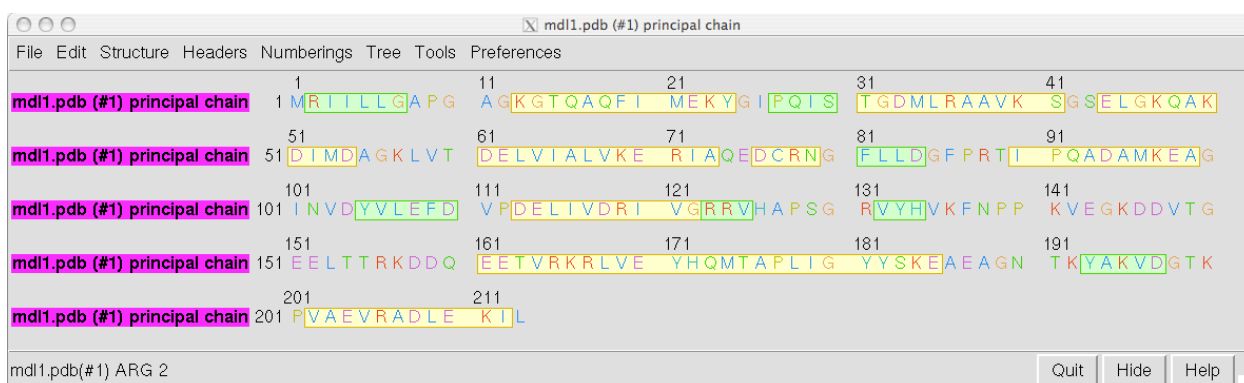 mdl1.pdb (#1) principal chain
File Edit Structure Headers Numberings Tree Tools Preferences
1 11 21 31 41
mdl1.pdb (#1) principal chain 1 MRIILLGAPG AGKGTQAQFI MEKYGIPQIS TGDMLRAAVK SGSELGKQAK
51 61 71 81 91
mdl1.pdb (#1) principal chain 51 DIMDAGKLVT DELVIALVKE RIAQEDCRNG FLLDGFPRTI PQADAMKEAG
101 111 121 131 141
mdl1.pdb (#1) principal chain 101 INVDYVLEFD VPDELIVDRI VGRRVHAPSG RVYHVKFNPP KVEGKDDVTG
151 161 171 181 191
mdl1.pdb (#1) principal chain 151 EELTTRKDDQ EETVRKRLVE YHQMTAPLIG YYSKEAEAGN TKYAKVDGTK
201 211
mdl1.pdb (#1) principal chain 201 PVAEVRADLE KIL
mdl1.pdb(#1) ARG 2 Quit Hide Help